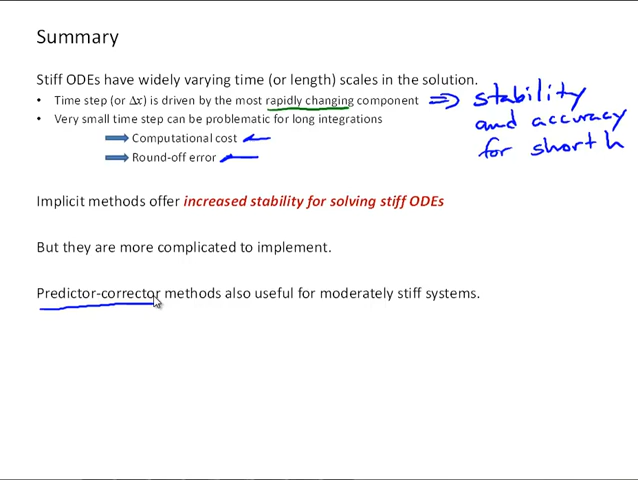 Summary
Stiff ODEs have widely varying time (or length) scales in the solution.
• Time step (or Δx) is driven by the most rapidly changing component ⇒ stability
• Very small time step can be problematic for long integrations and accuracy
Computational cost for short h
Round-off error
Implicit methods offer increased stability for solving stiff ODEs
But they are more complicated to implement.
Predictor-corrector methods also useful for moderately stiff systems.